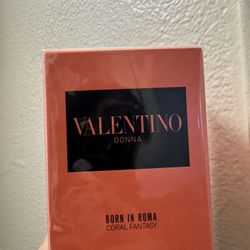 VALENTINO
DONNA
BORN IN ROMA
CORAL FANTASY